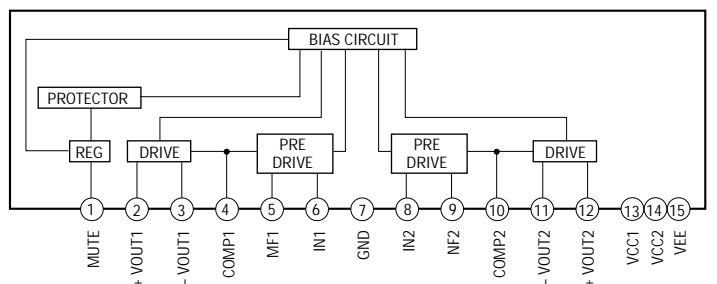 BIAS CIRCUIT
PROTECTOR
REG
DRIVE
PRE
DRIVE
PRE
DRIVE
DRIVE
1
2
3
4
5
6
7
8
9
10
11
12
13
14
15
MUTE
+ VOUT1
– VOUT1
COMP1
MF1
IN1
GND
IN2
NF2
COMP2
– VOUT2
+ VOUT2
VCC1
VCC2
VEE